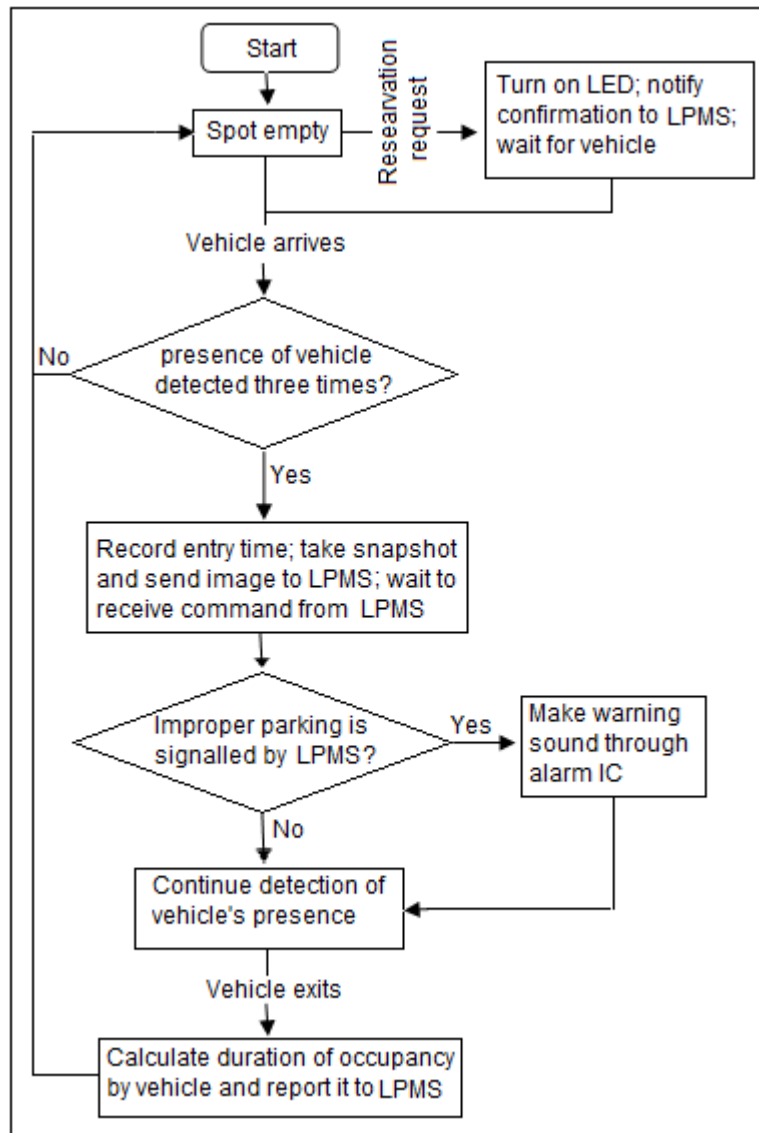 Start
Spot empty
Researvation
request
Turn on LED; notify
confirmation to LPMS;
wait for vehicle
Vehicle arrives
presence of vehicle
detected three times?
No
Yes
Record entry time; take snapshot
and send image to LPMS; wait to
receive command from LPMS
Improper parking is
signalled by LPMS?
Yes
Make warning
sound through
alarm IC
No
Continue detection of
vehicle's presence
Vehicle exits
Calculate duration of occupancy
by vehicle and report it to LPMS